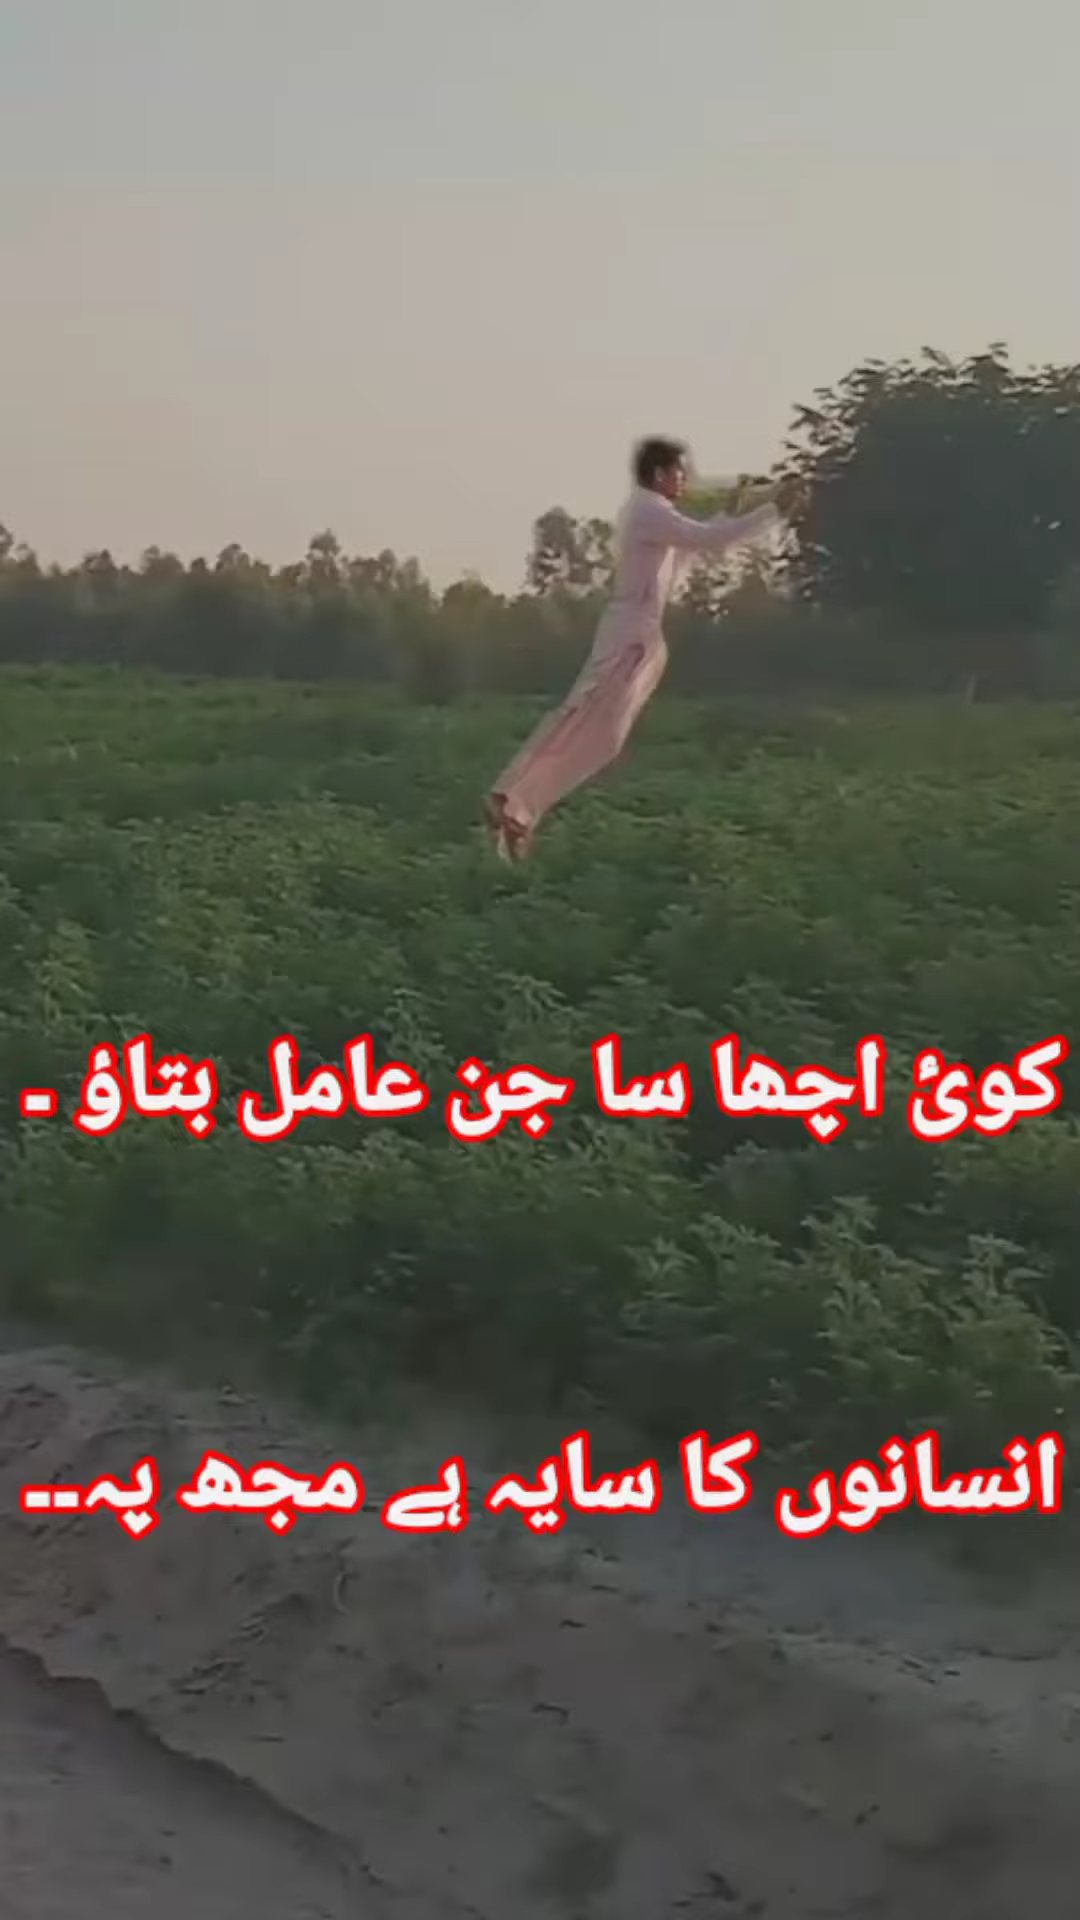 کوئ اچھا سا جن عامل بتاؤ -
انسانوں کا سایہ ہے مجھ پہ--